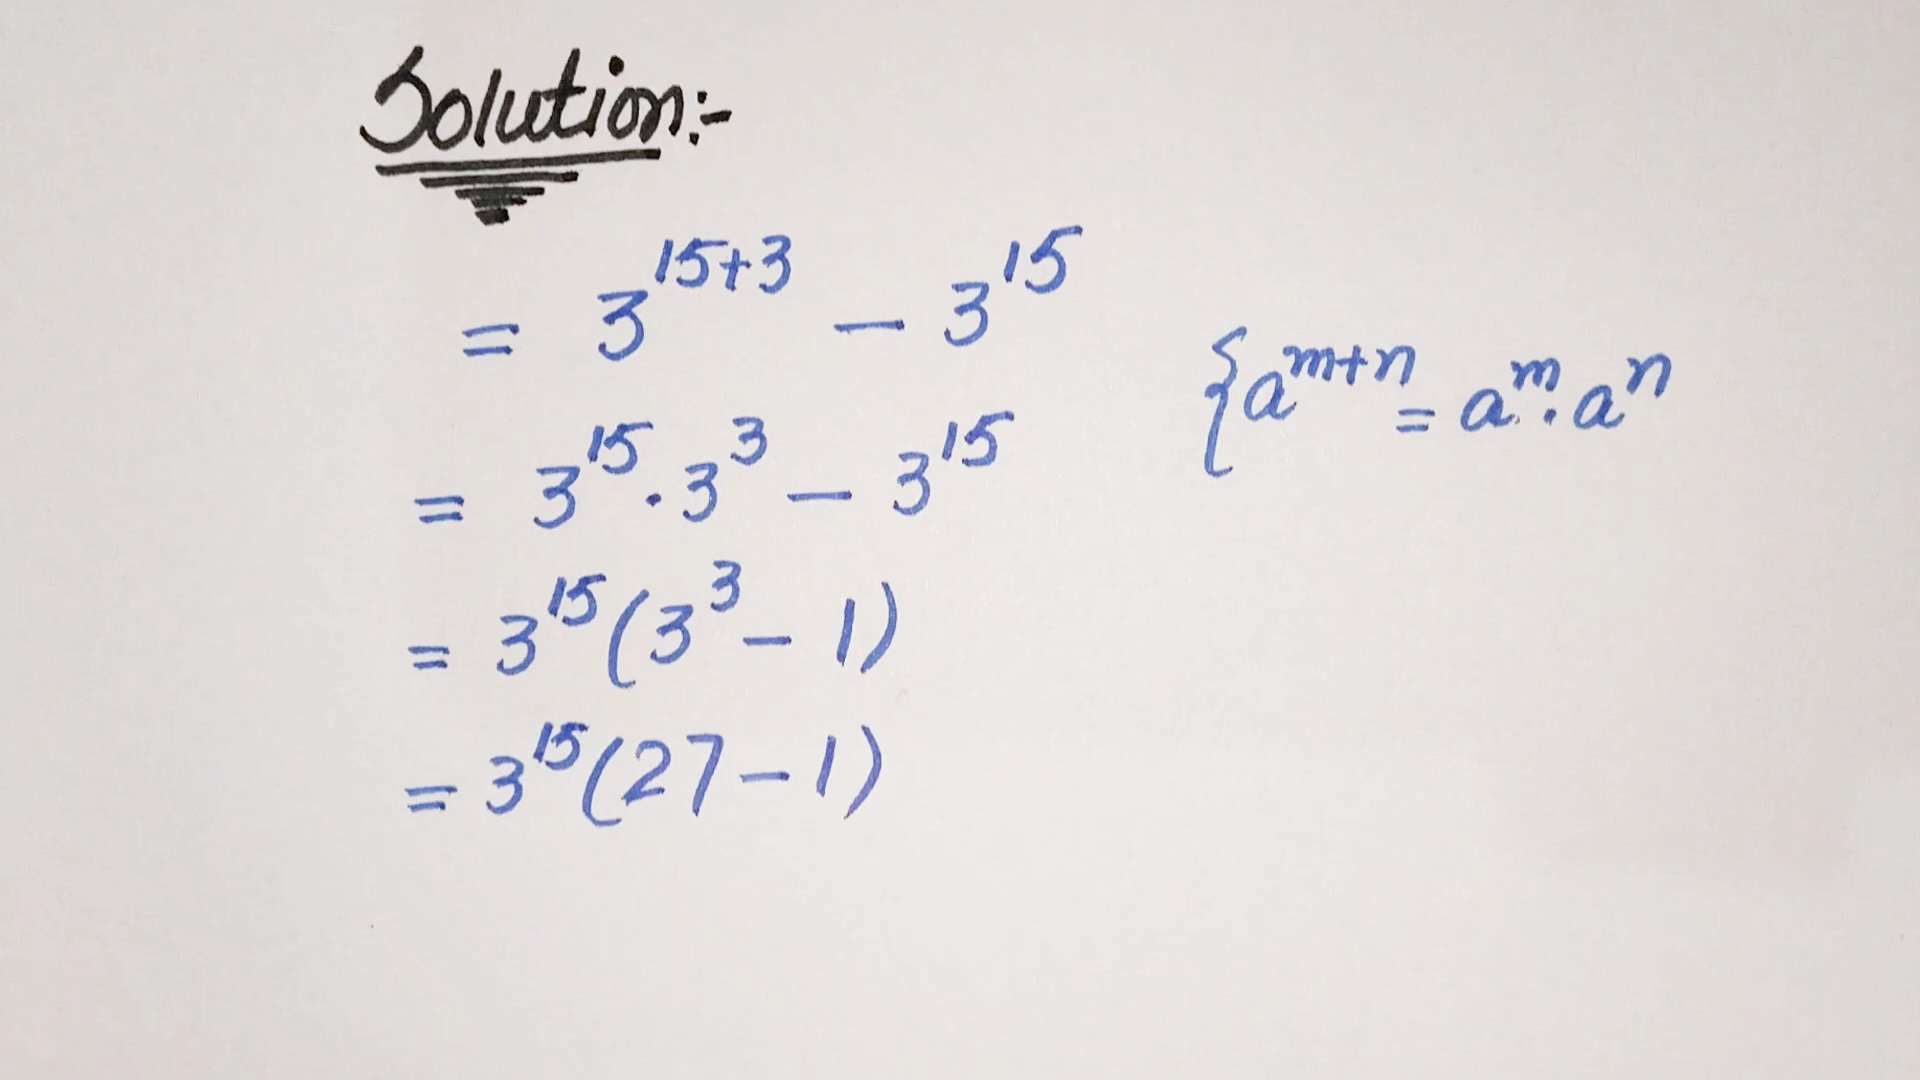 Solution:-
= 3^{15+3} - 3^{15}
{a^{m+n} = a^m . a^n
= 3^{15} . 3^3 - 3^{15}
= 3^{15} (3^3 - 1)
= 3^{15} (27 - 1)